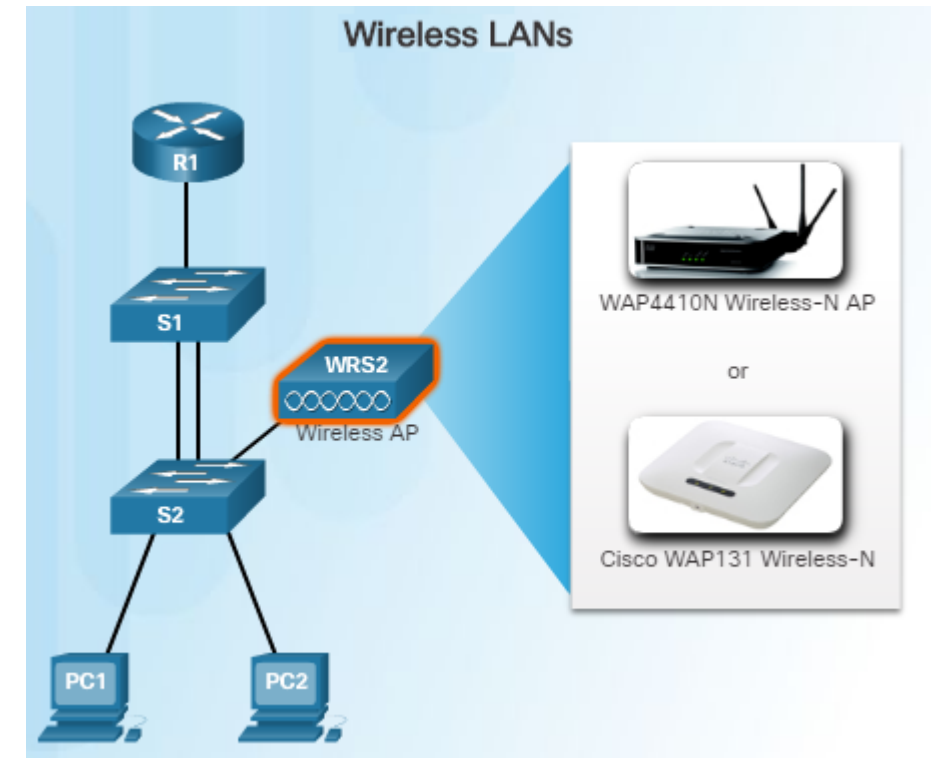 Wireless LANs
R1
S1
WRS2
Wireless AP
S2
PC1
PC2
WAP4410N Wireless-N AP
or
Cisco WAP131 Wireless-N